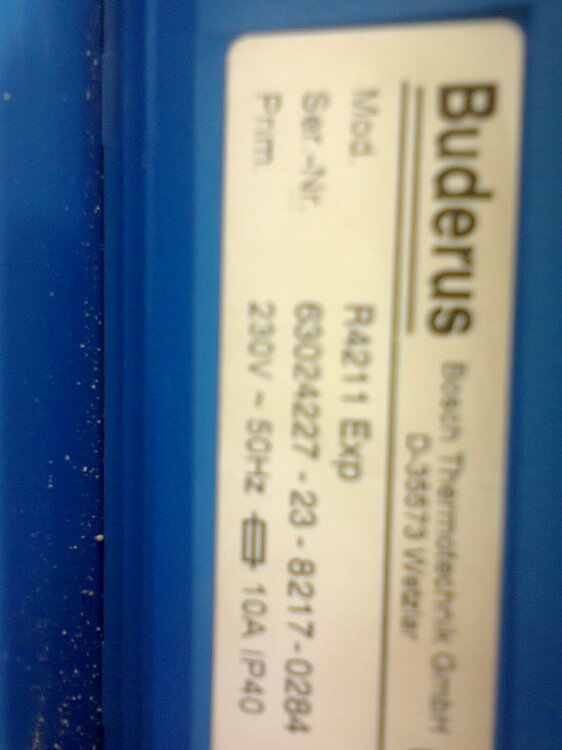 Buderus Bosch Thermotechnik GmbH
D-35573 Wetzlar
Mod. R4211 Exp
Ser.-Nr. 63024227 - 23 - 8217 - 0284
Prim. 230V ~ 50Hz 10A IP40